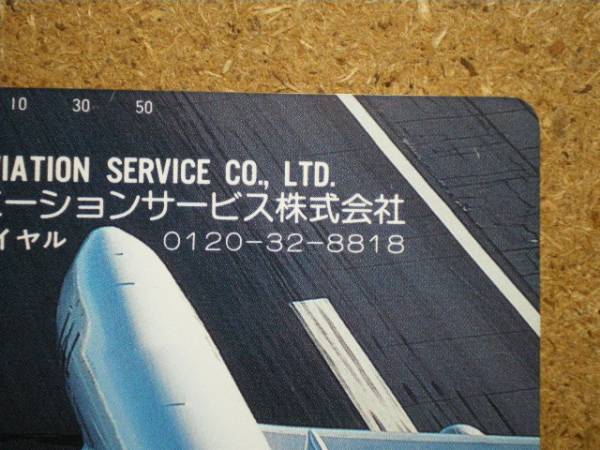 10 30 50
VIATION SERVICE CO., LTD.
ーションサービス株式会社
イヤル 0120-32-8818